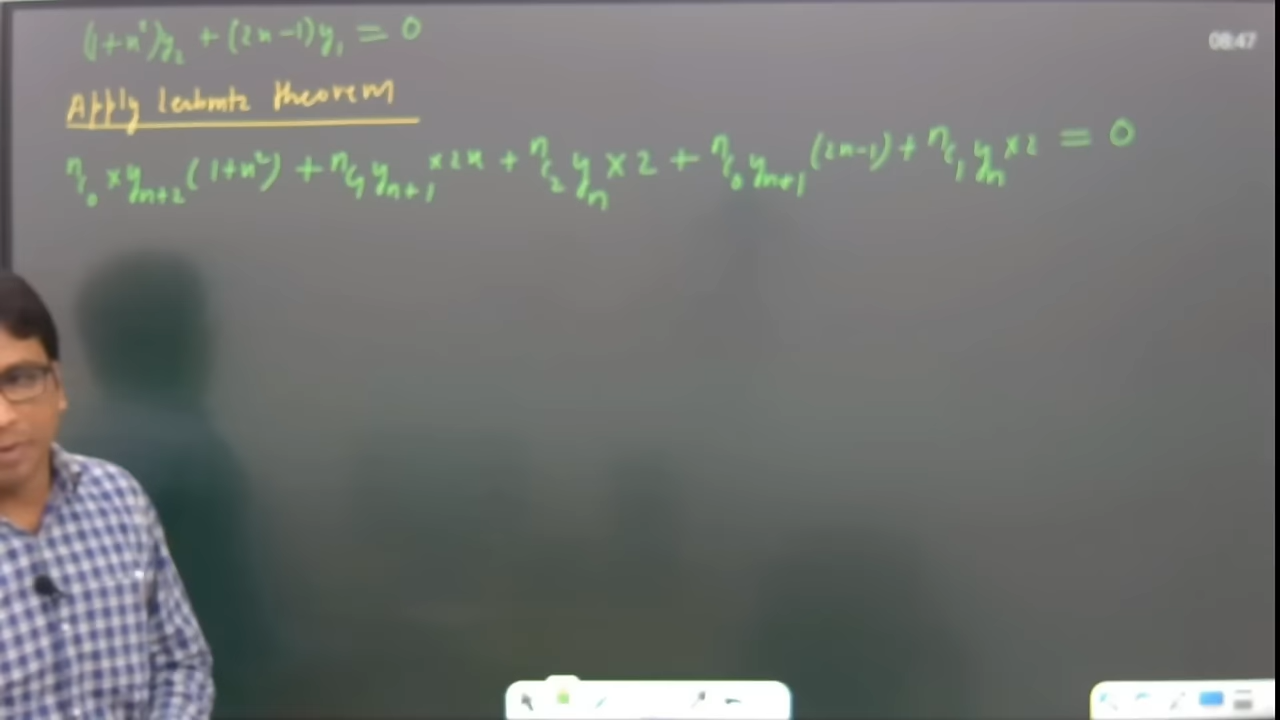 (1+x²)y₂ + (2x-1)y₁ = 0
08:47
Apply leibnitz theorem
ⁿc₀ × yₙ₊₂ (1+x²) + ⁿc₁ yₙ₊₁ × 2x + ⁿc₂ yₙ × 2 + ⁿc₀ yₙ₊₁ (2x-1) + ⁿc₁ yₙ × 2 = 0